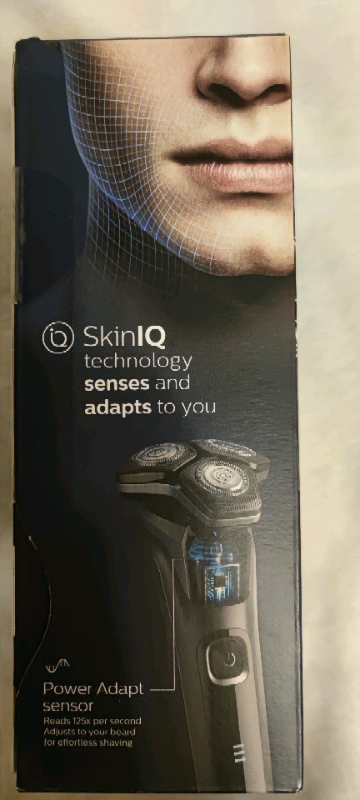 iQ SkinIQ
technology
senses and
adapts to you
Power Adapt
sensor
Reads 125x per second
Adjusts to your beard
for effortless shaving